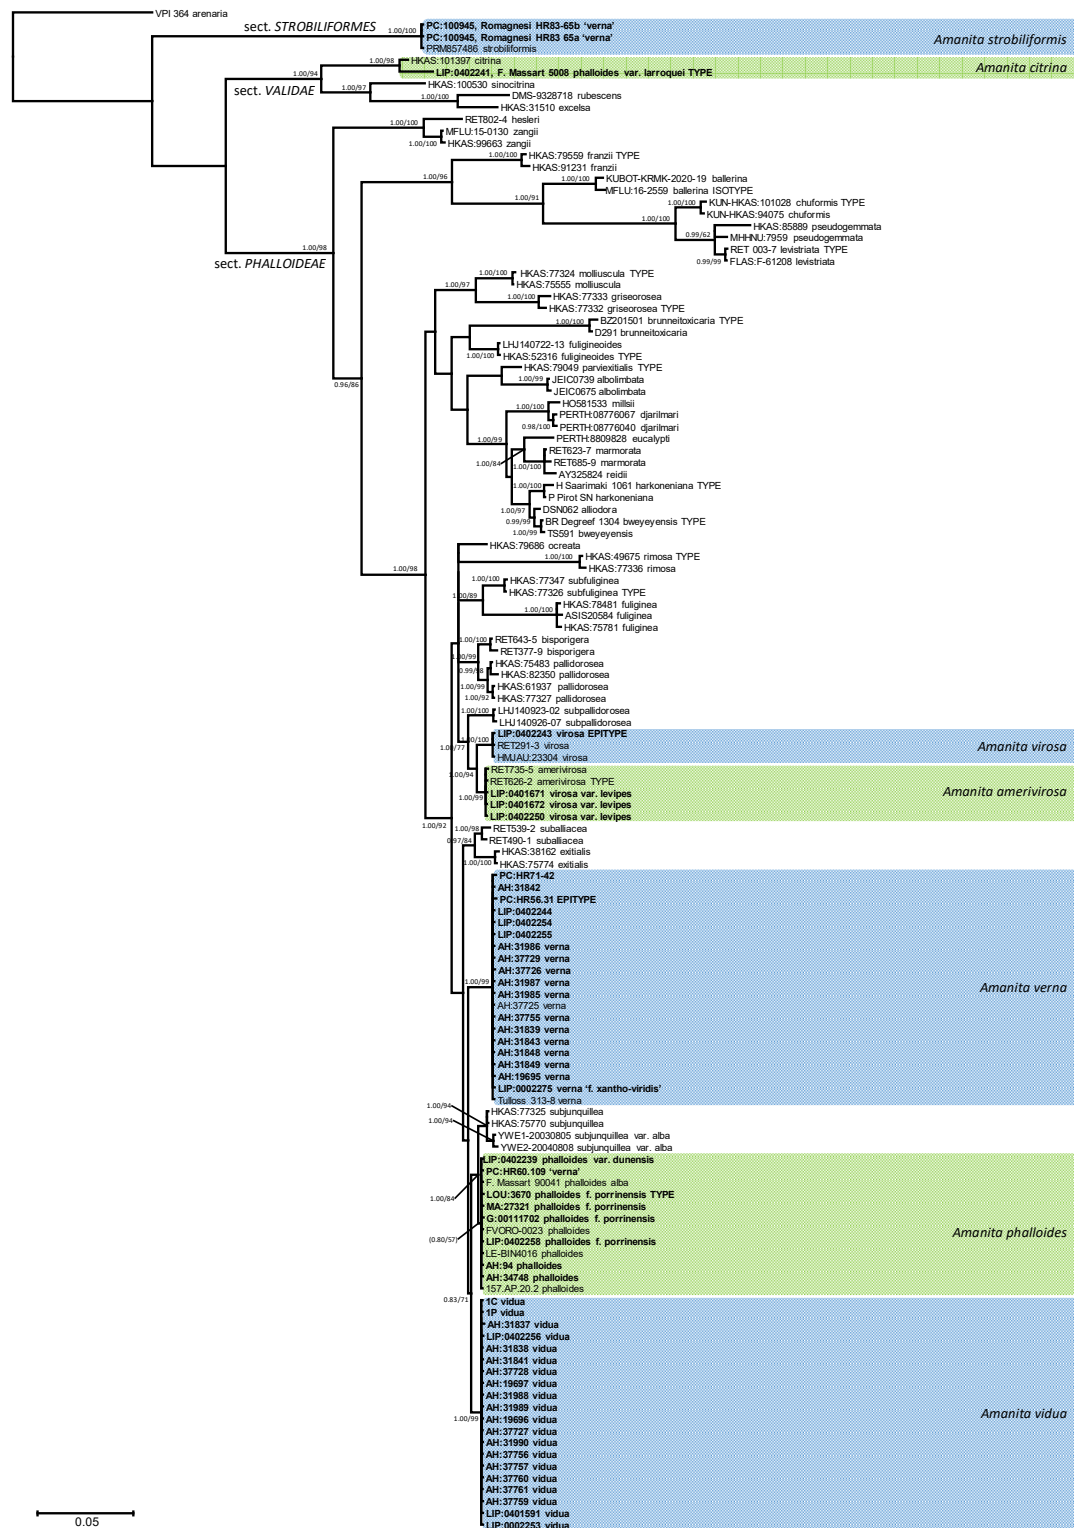 VPI 364 arenaria
sect. STROBILIFORMES
1.00/100
PC:100945, Romagnesi HR83-65b 'verna'
PC:100945, Romagnesi HR83 65a 'verna'
PRM857486 strobiliformis
Amanita strobiliformis
1.00/98
HKAS:101397 citrina
LIP:0402241, F. Massart 5008 phalloides var. larroquei TYPE
Amanita citrina
1.00/94
sect. VALIDAE
1.00/97
HKAS:100530 sinocitrina
1.00/100
DMS-9328718 rubescens
HKAS:31510 excelsa
1.00/100
RET802-4 hesleri
MFLU:15-0130 zangii
1.00/100
HKAS:99663 zangii
1.00/100
HKAS:79559 franzii TYPE
HKAS:91231 franzii
1.00/96
1.00/100
KUBOT-KRMK-2020-19 ballerina
MFLU:16-2559 ballerina ISOTYPE
1.00/91
1.00/100
KUN-HKAS:101028 chuformis TYPE
KUN-HKAS:94075 chuformis
1.00/100
HKAS:85889 pseudogemmata
0.99/62
MHHNU:7959 pseudogemmata
RET 003-7 levistriata TYPE
0.99/99
FLAS:F-61208 levistriata
1.00/98
sect. PHALLOIDEAE
1.00/100
HKAS:77324 molliuscula TYPE
HKAS:75555 molliuscula
1.00/97
1.00/100
HKAS:77333 griseorosea
HKAS:77332 griseorosea TYPE
1.00/100
BZ201501 brunneitoxicaria TYPE
D291 brunneitoxicaria
LHJ140722-13 fuligineoides
1.00/100
HKAS:52316 fuligineoides TYPE
HKAS:79049 parviexitialis TYPE
1.00/99
JEIC0739 albolimbata
JEIC0675 albolimbata
0.96/86
HO581533 millsii
1.00/100
PERTH:08776067 djarilmari
0.98/100
PERTH:08776040 djarilmari
1.00/99
PERTH:8809828 eucalypti
RET623-7 marmorata
1.00/84
1.00/100
RET685-9 marmorata
AY325824 reidii
1.00/100
H Saarimaki 1061 harkoneniana TYPE
P Pirot SN harkoneniana
1.00/97
DSN062 alliodora
0.99/99
BR Degreef 1304 bweyeyensis TYPE
1.00/99
TS591 bweyeyensis
HKAS:79686 ocreata
1.00/100
HKAS:49675 rimosa TYPE
HKAS:77336 rimosa
1.00/98
1.00/100
HKAS:77347 subfuliginea
HKAS:77326 subfuliginea TYPE
1.00/89
HKAS:78481 fuliginea
1.00/100
ASIS20584 fuliginea
HKAS:75781 fuliginea
1.00/100
RET643-5 bisporigera
RET377-9 bisporigera
HKAS:75483 pallidorosea
HKAS:82350 pallidorosea
1.00/99
HKAS:61937 pallidorosea
1.00/92
HKAS:77327 pallidorosea
1.00/100
LHJ140923-02 subpallidorosea
LHJ140926-07 subpallidorosea
LIP:0402243 virosa EPITYPE
RET291-3 virosa
HMJAU:23304 virosa
Amanita virosa
1.00/77
1.00/94
RET735-5 amerivirosa
RET626-2 amerivirosa TYPE
1.00/99
LIP:0401671 virosa var. levipes
LIP:0401672 virosa var. levipes
LIP:0402250 virosa var. levipes
Amanita amerivirosa
1.00/92
1.00/98
RET539-2 suballiacea
0.97/84
RET490-1 suballiacea
HKAS:38162 exitialis
1.00/100
HKAS:75774 exitialis
PC:HR71-42
AH:31842
PC:HR56.31 EPITYPE
LIP:0402244
LIP:0402254
LIP:0402255
AH:31986 verna
AH:37729 verna
AH:37726 verna
1.00/99
AH:31987 verna
AH:31985 verna
AH:37725 verna
AH:37755 verna
AH:31839 verna
AH:31843 verna
AH:31848 verna
AH:31849 verna
AH:19695 verna
LIP:0002275 verna 'f. xantho-viridis'
Tulloss 313-8 verna
Amanita verna
1.00/94
HKAS:77325 subjunquillea
1.00/94
HKAS:75770 subjunquillea
YWE1-20030805 subjunquillea var. alba
YWE2-20040808 subjunquillea var. alba
LIP:0402239 phalloides var. dunensis
PC:HR60.109 'verna'
F. Massart 90041 phalloides alba
1.00/84
LOU:3670 phalloides f. porrinensis TYPE
MA:27321 phalloides f. porrinensis
G:00111702 phalloides f. porrinensis
FVORO-0023 phalloides
(0.80/57)
LIP:0402258 phalloides f. porrinensis
LE-BIN4016 phalloides
AH:94 phalloides
AH:34748 phalloides
157.AP.20.2 phalloides
Amanita phalloides
0.83/71
1C vidua
1P vidua
AH:31837 vidua
LIP:0402256 vidua
AH:31838 vidua
AH:31841 vidua
AH:37728 vidua
AH:19697 vidua
AH:31988 vidua
AH:31989 vidua
1.00/99
AH:19696 vidua
AH:37727 vidua
AH:31990 vidua
AH:37756 vidua
AH:37757 vidua
AH:37760 vidua
AH:37761 vidua
AH:37759 vidua
LIP:0401591 vidua
LIP:0002253 vidua
Amanita vidua
0.05